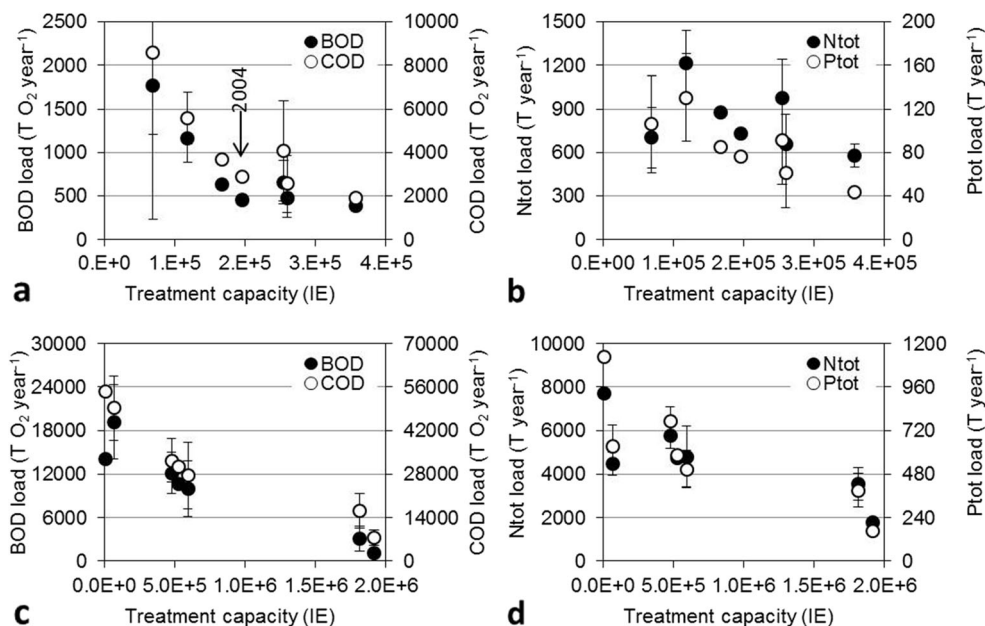 2500
2000
1500
1000
500
0
10000
8000
6000
4000
2000
0
BOD
COD
2004
BOD load (T O₂ year⁻¹)
COD load (T O₂ year⁻¹)
0.E+0 1.E+5 2.E+5 3.E+5 4.E+5
a
Treatment capacity (IE)
1500
1200
900
600
300
0
200
160
120
80
40
0
Ntot
Ptot
Ntot load (T year⁻¹)
Ptot load (T year⁻¹)
0.E+00 1.E+05 2.E+05 3.E+05 4.E+05
b
Treatment capacity (IE)
30000
24000
18000
12000
6000
0
70000
56000
42000
28000
14000
0
BOD
COD
BOD load (T O₂ year⁻¹)
COD load (T O₂ year⁻¹)
0.0E+0 5.0E+5 1.0E+6 1.5E+6 2.0E+6
c
Treatment capacity (IE)
10000
8000
6000
4000
2000
0
1200
960
720
480
240
0
Ntot
Ptot
Ntot load (T year⁻¹)
Ptot load (T year⁻¹)
0.0E+0 5.0E+5 1.0E+6 1.5E+6 2.0E+6
d
Treatment capacity (IE)